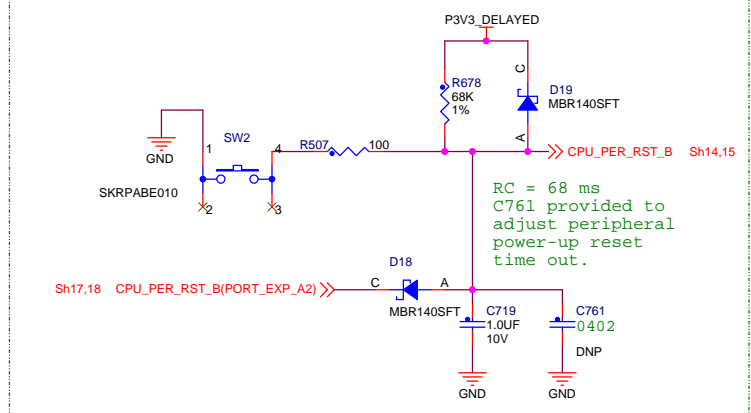 P3V3_DELAYED
R678
68K
1%
C
D19
MBR140SFT
A
SW2
1
4
R507
100
CPU_PER_RST_B Sh14,15
GND
SKRPABE010
2
3
RC = 68 ms
C761 provided to
adjust peripheral
power-up reset
time out.
D18
Sh17,18 CPU_PER_RST_B(PORT_EXP_A2)
C
A
MBR140SFT
C719
1.0UF
10V
C761
0402
DNP
GND
GND